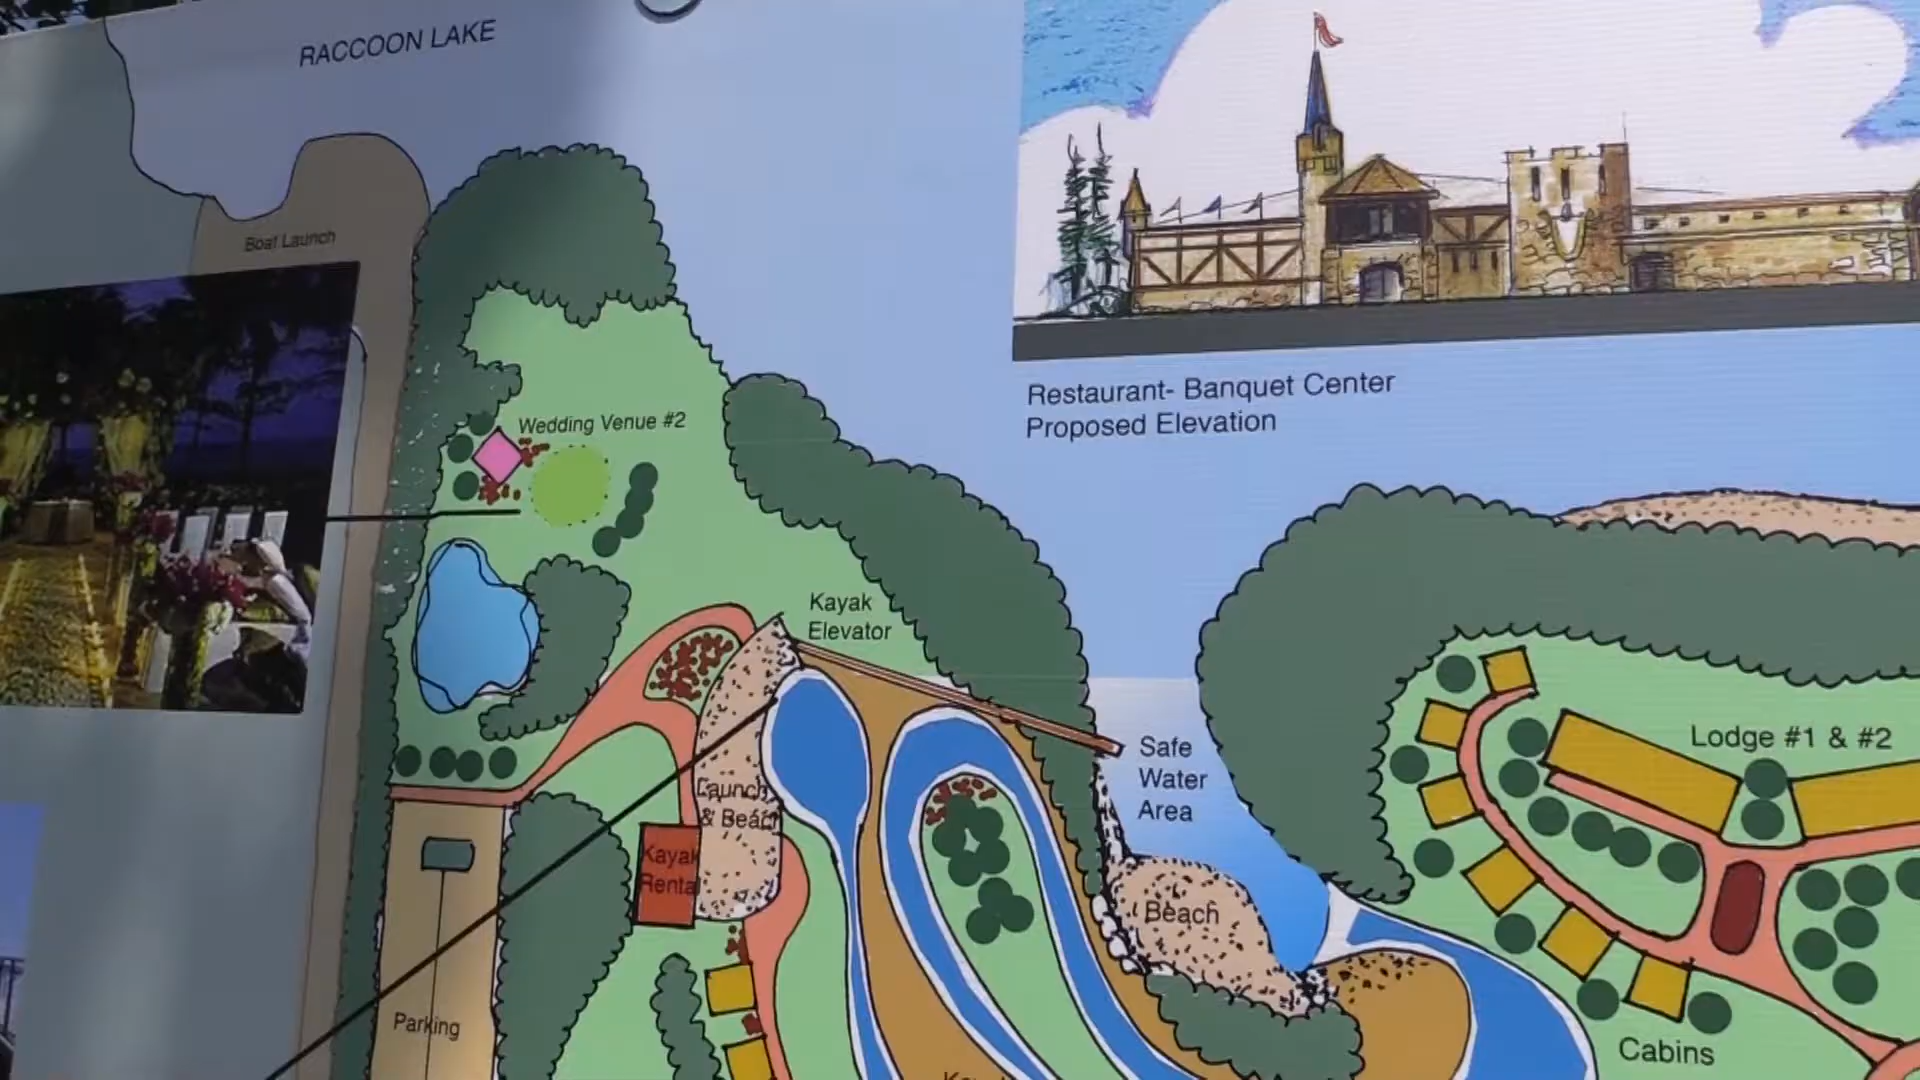 RACCOON LAKE
Boat Launch
Restaurant- Banquet Center
Proposed Elevation
Wedding Venue #2
Kayak
Elevator
Safe
Water
Area
Lodge #1 & #2
Launch
& Beach
Kayak
Rental
Beach
Parking
Cabins